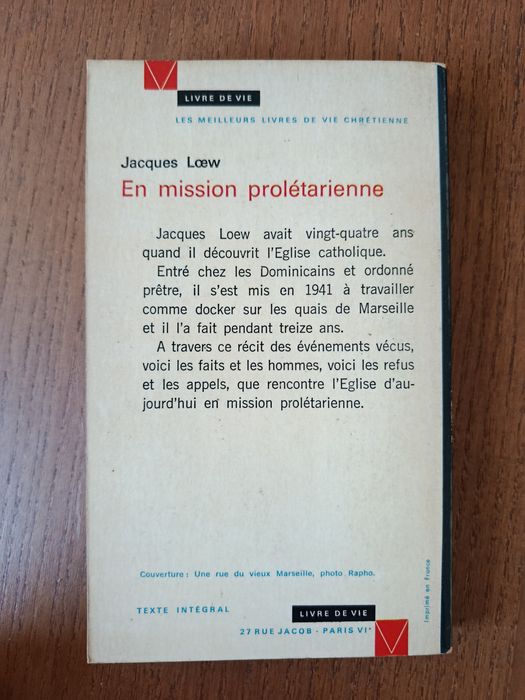 LIVRE DE VIE
LES MEILLEURS LIVRES DE VIE CHRÉTIENNE
Jacques Lœw
En mission prolétarienne
Jacques Loew avait vingt-quatre ans
quand il découvrit l'Eglise catholique.
Entré chez les Dominicains et ordonné
prêtre, il s'est mis en 1941 à travailler
comme docker sur les quais de Marseille
et il l'a fait pendant treize ans.
A travers ce récit des événements vécus,
voici les faits et les hommes, voici les refus
et les appels, que rencontre l'Eglise d'au-
jourd'hui en mission prolétarienne.
Couverture : Une rue du vieux Marseille, photo Rapho.
Imprimé en France
TEXTE INTÉGRAL
LIVRE DE VIE
27 RUE JACOB - PARIS VIᵉ